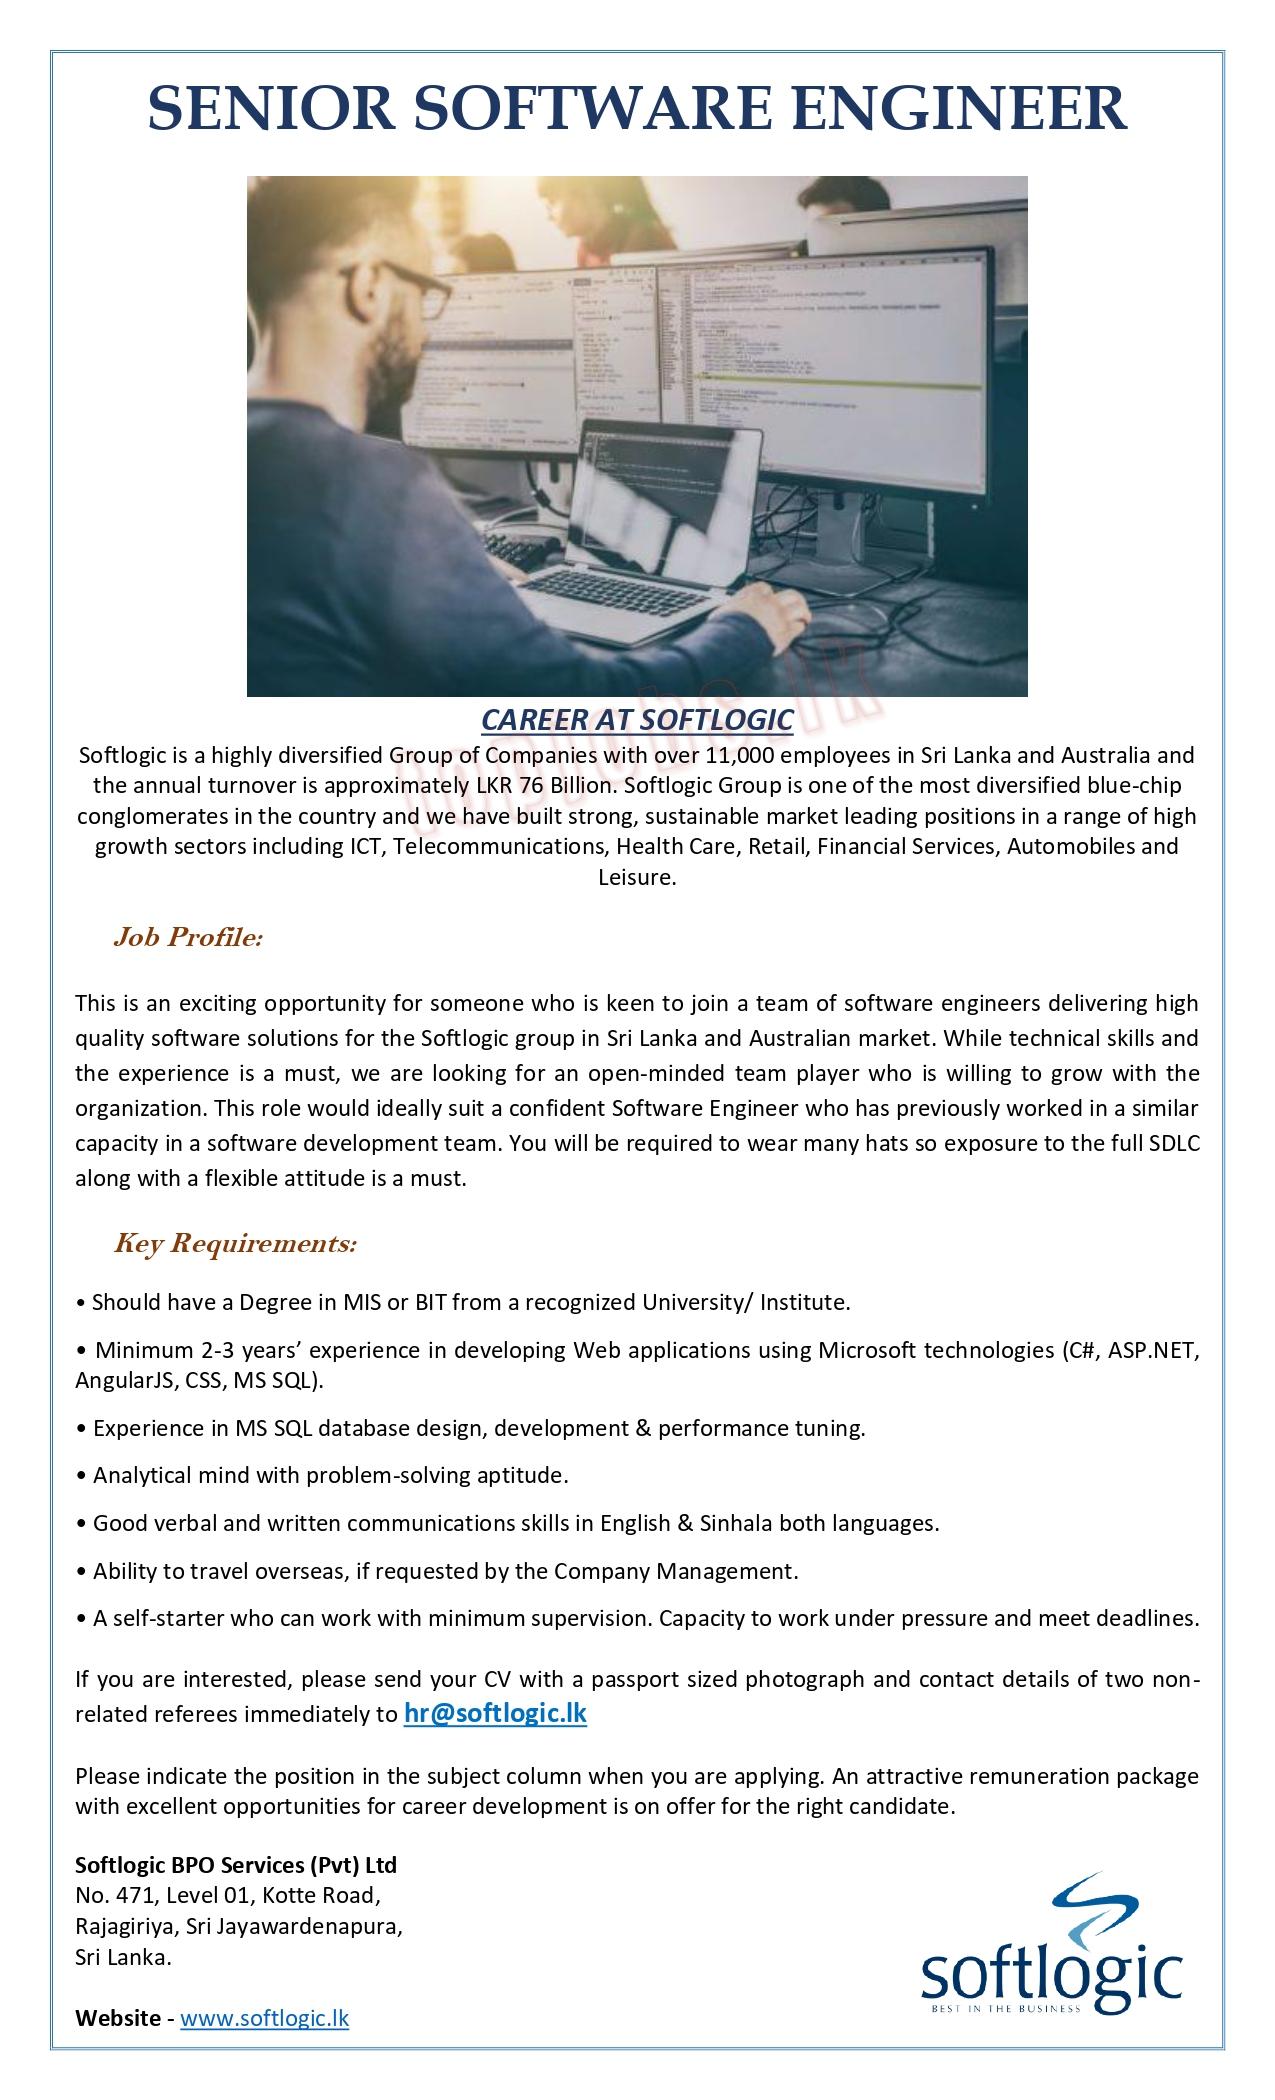 SENIOR SOFTWARE ENGINEER
topjobs.lk
CAREER AT SOFTLOGIC
Softlogic is a highly diversified Group of Companies with over 11,000 employees in Sri Lanka and Australia and
the annual turnover is approximately LKR 76 Billion. Softlogic Group is one of the most diversified blue-chip
conglomerates in the country and we have built strong, sustainable market leading positions in a range of high
growth sectors including ICT, Telecommunications, Health Care, Retail, Financial Services, Automobiles and
Leisure.
Job Profile:
This is an exciting opportunity for someone who is keen to join a team of software engineers delivering high
quality software solutions for the Softlogic group in Sri Lanka and Australian market. While technical skills and
the experience is a must, we are looking for an open-minded team player who is willing to grow with the
organization. This role would ideally suit a confident Software Engineer who has previously worked in a similar
capacity in a software development team. You will be required to wear many hats so exposure to the full SDLC
along with a flexible attitude is a must.
Key Requirements:
• Should have a Degree in MIS or BIT from a recognized University/ Institute.
• Minimum 2-3 years’ experience in developing Web applications using Microsoft technologies (C#, ASP.NET,
AngularJS, CSS, MS SQL).
• Experience in MS SQL database design, development & performance tuning.
• Analytical mind with problem-solving aptitude.
• Good verbal and written communications skills in English & Sinhala both languages.
• Ability to travel overseas, if requested by the Company Management.
• A self-starter who can work with minimum supervision. Capacity to work under pressure and meet deadlines.
If you are interested, please send your CV with a passport sized photograph and contact details of two non-
related referees immediately to hr@softlogic.lk
Please indicate the position in the subject column when you are applying. An attractive remuneration package
with excellent opportunities for career development is on offer for the right candidate.
Softlogic BPO Services (Pvt) Ltd
No. 471, Level 01, Kotte Road,
Rajagiriya, Sri Jayawardenapura,
Sri Lanka.
Website - www.softlogic.lk
softlogic
BEST IN THE BUSINESS